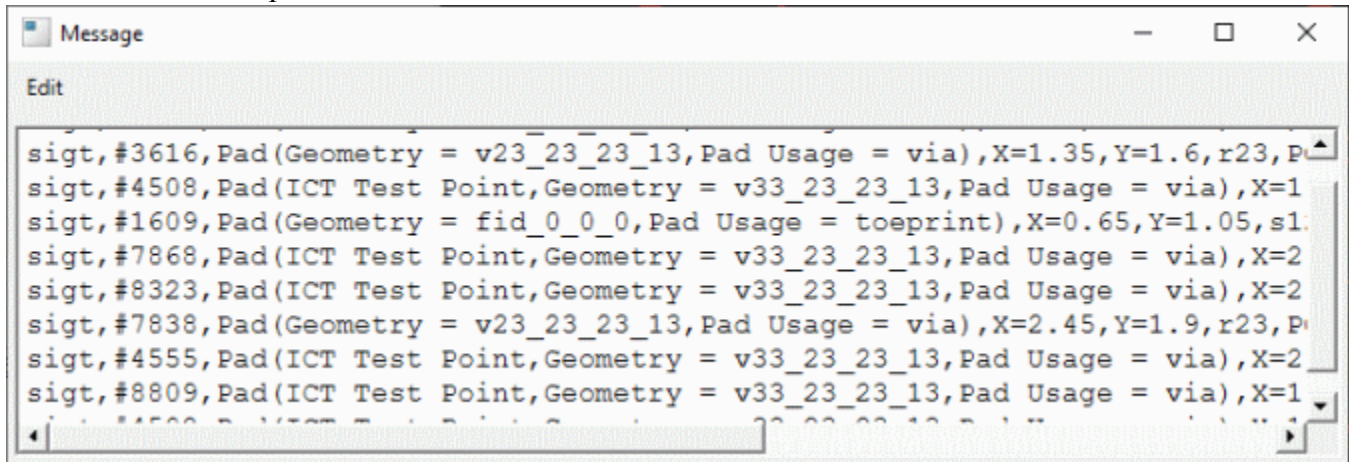 Message
Edit
sigt,#3616,Pad(Geometry = v23_23_23_13,Pad Usage = via),X=1.35,Y=1.6,r23,
sigt,#4508,Pad(ICT Test Point,Geometry = v33_23_23_13,Pad Usage = via),X=1
sigt,#1609,Pad(Geometry = fid_0_0_0,Pad Usage = toeprint),X=0.65,Y=1.05,
sigt,#7868,Pad(ICT Test Point,Geometry = v33_23_23_13,Pad Usage = via),X=2
sigt,#8323,Pad(ICT Test Point,Geometry = v33_23_23_13,Pad Usage = via),X=2
sigt,#7838,Pad(Geometry = v23_23_23_13,Pad Usage = via),X=2.45,Y=1.9,r23,
sigt,#4555,Pad(ICT Test Point,Geometry = v33_23_23_13,Pad Usage = via),X=2
sigt,#8809,Pad(ICT Test Point,Geometry = v33_23_23_13,Pad Usage = via),X=1